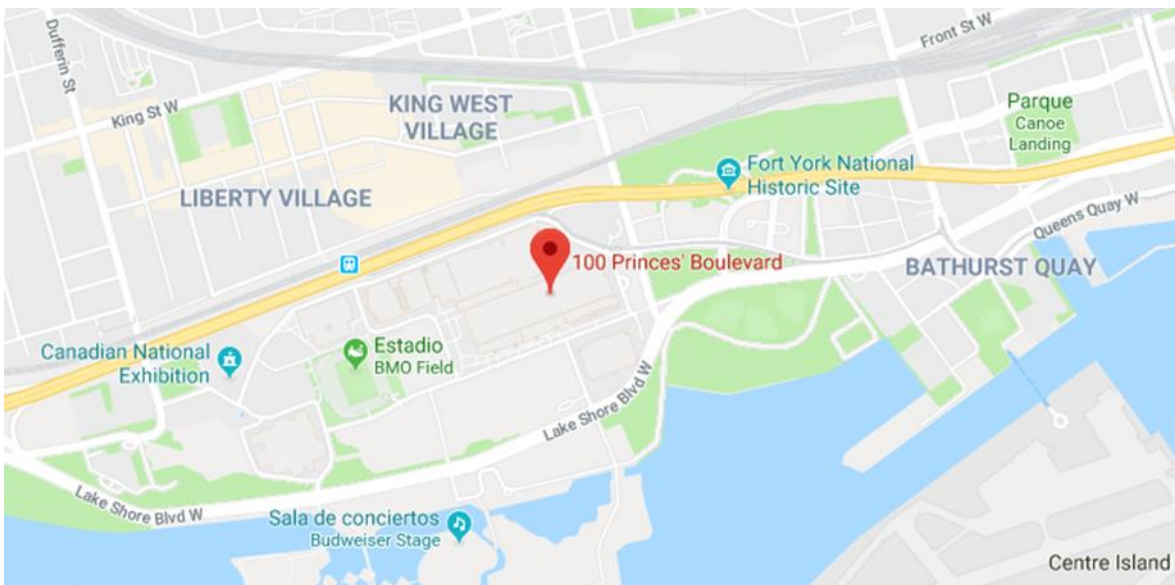 Dufferin St
King St W
KING WEST
VILLAGE
Front St W
Parque
Canoe
Landing
LIBERTY VILLAGE
Fort York National
Historic Site
Queens Quay W
100 Princes' Boulevard
BATHURST QUAY
Canadian National
Exhibition
Estadio
BMO Field
Lake Shore Blvd W
Lake Shore Blvd W
Sala de conciertos
Budweiser Stage
Centre Island